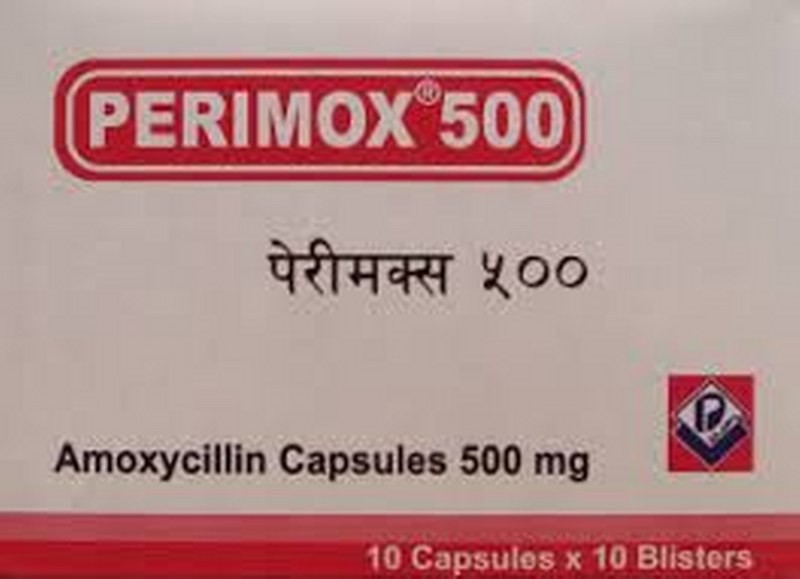 PERIMOX® 500
पेरीमक्स ५००
Amoxycillin Capsules 500 mg
10 Capsules x 10 Blisters